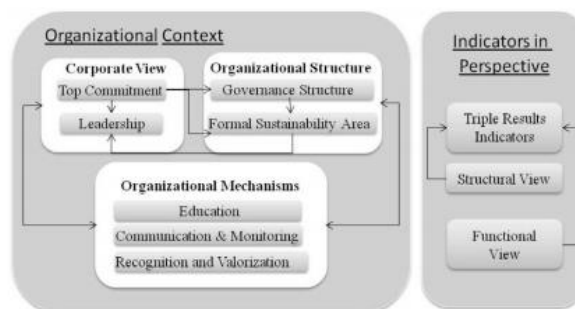 Organizational Context
Corporate View
Top Commitment
Leadership
Organizational Structure
Governance Structure
Formal Sustainability Area
Organizational Mechanisms
Education
Communication & Monitoring
Recognition and Valorization
Indicators in
Perspective
Triple Results
Indicators
Structural View
Functional
View